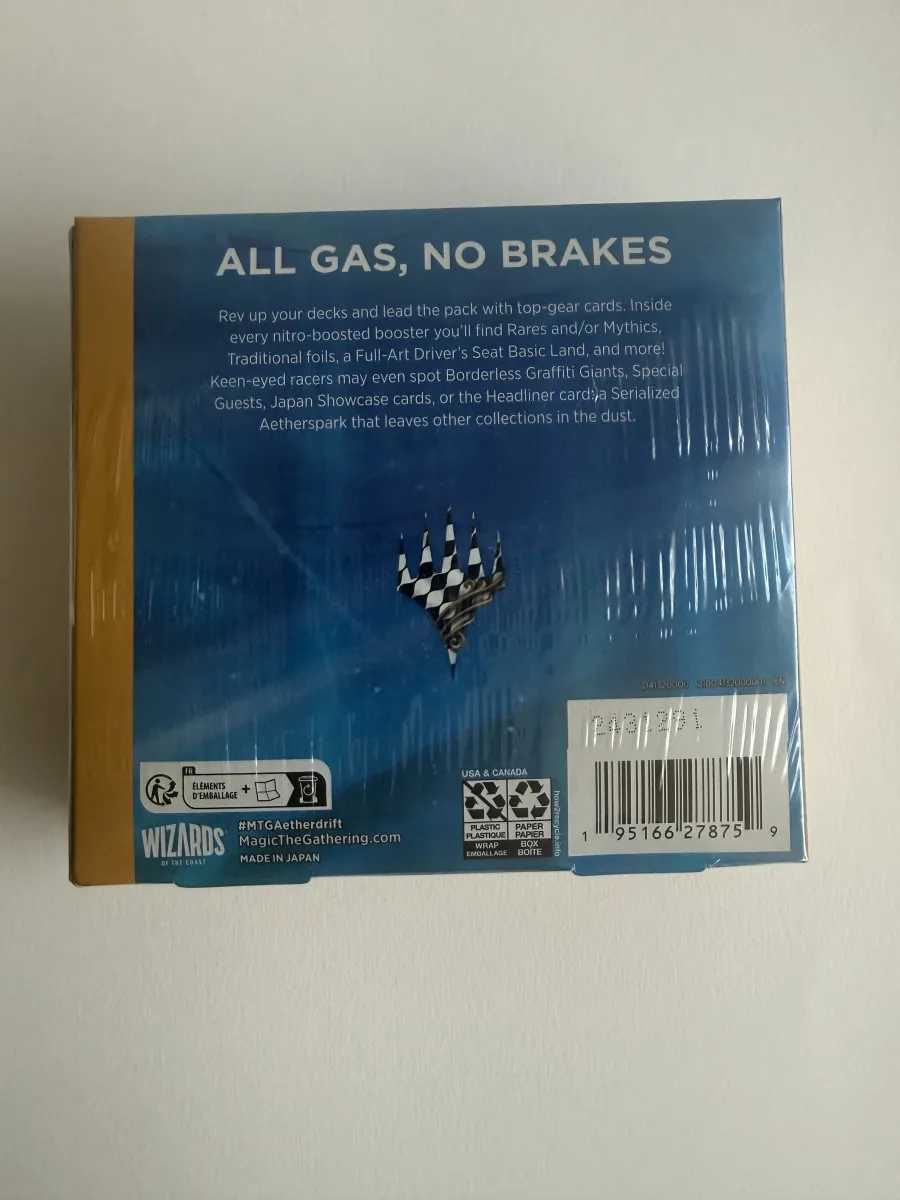 ALL GAS, NO BRAKES
Rev up your decks and lead the pack with top-gear cards. Inside
every nitro-boosted booster you'll find Rares and/or Mythics,
Traditional foils, a Full-Art Driver's Seat Basic Land, and more!
Keen-eyed racers may even spot Borderless Graffiti Giants, Special
Guests, Japan Showcase cards, or the Headliner card: a Serialized
Aetherspark that leaves other collections in the dust.
EN
2431291
FR
ÉLÉMENTS
D'EMBALLAGE
+
WIZARDS
OF THE COAST
#MTGAetherdrift
MagicTheGathering.com
MADE IN JAPAN
USA & CANADA
PLASTIC PAPER
PLASTIQUE PAPIER
WRAP BOX
EMBALLAGE BOÎTE
how2recycle.info
1 95166 27875 9